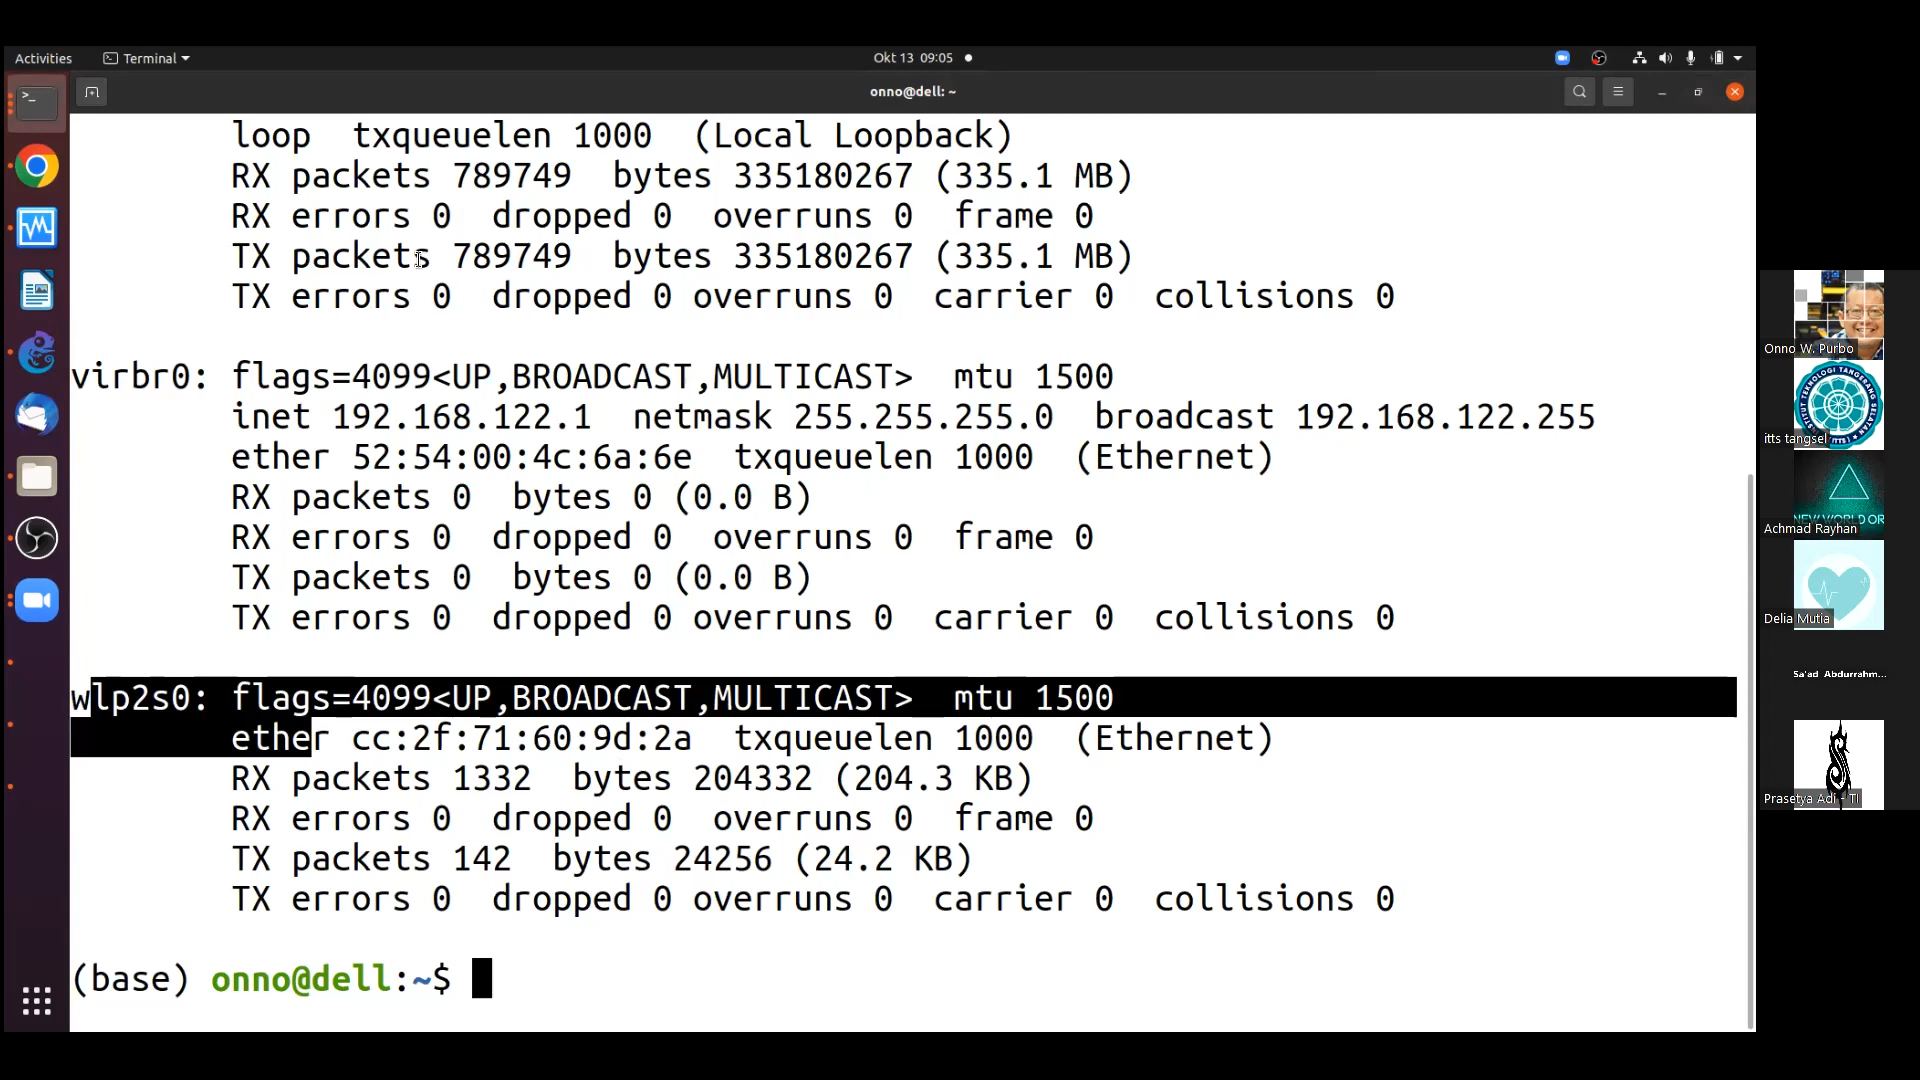 Activities
Terminal
Okt 13 09:05
onno@dell: ~
loop txqueuelen 1000 (Local Loopback)
RX packets 789749 bytes 335180267 (335.1 MB)
RX errors 0 dropped 0 overruns 0 frame 0
TX packets 789749 bytes 335180267 (335.1 MB)
TX errors 0 dropped 0 overruns 0 carrier 0 collisions 0
virbr0: flags=4099<UP,BROADCAST,MULTICAST> mtu 1500
inet 192.168.122.1 netmask 255.255.255.0 broadcast 192.168.122.255
ether 52:54:00:4c:6a:6e txqueuelen 1000 (Ethernet)
RX packets 0 bytes 0 (0.0 B)
RX errors 0 dropped 0 overruns 0 frame 0
TX packets 0 bytes 0 (0.0 B)
TX errors 0 dropped 0 overruns 0 carrier 0 collisions 0
wlp2s0: flags=4099<UP,BROADCAST,MULTICAST> mtu 1500
ether cc:2f:71:60:9d:2a txqueuelen 1000 (Ethernet)
RX packets 1332 bytes 204332 (204.3 KB)
RX errors 0 dropped 0 overruns 0 frame 0
TX packets 142 bytes 24256 (24.2 KB)
TX errors 0 dropped 0 overruns 0 carrier 0 collisions 0
(base) onno@dell:~$
Onno W. Purbo
itts tangsel
NEW WORLD OR
Achmad Rayhan
Delia Mutia
Sa'ad Abdurrahm...
Prasetya Adi - TI